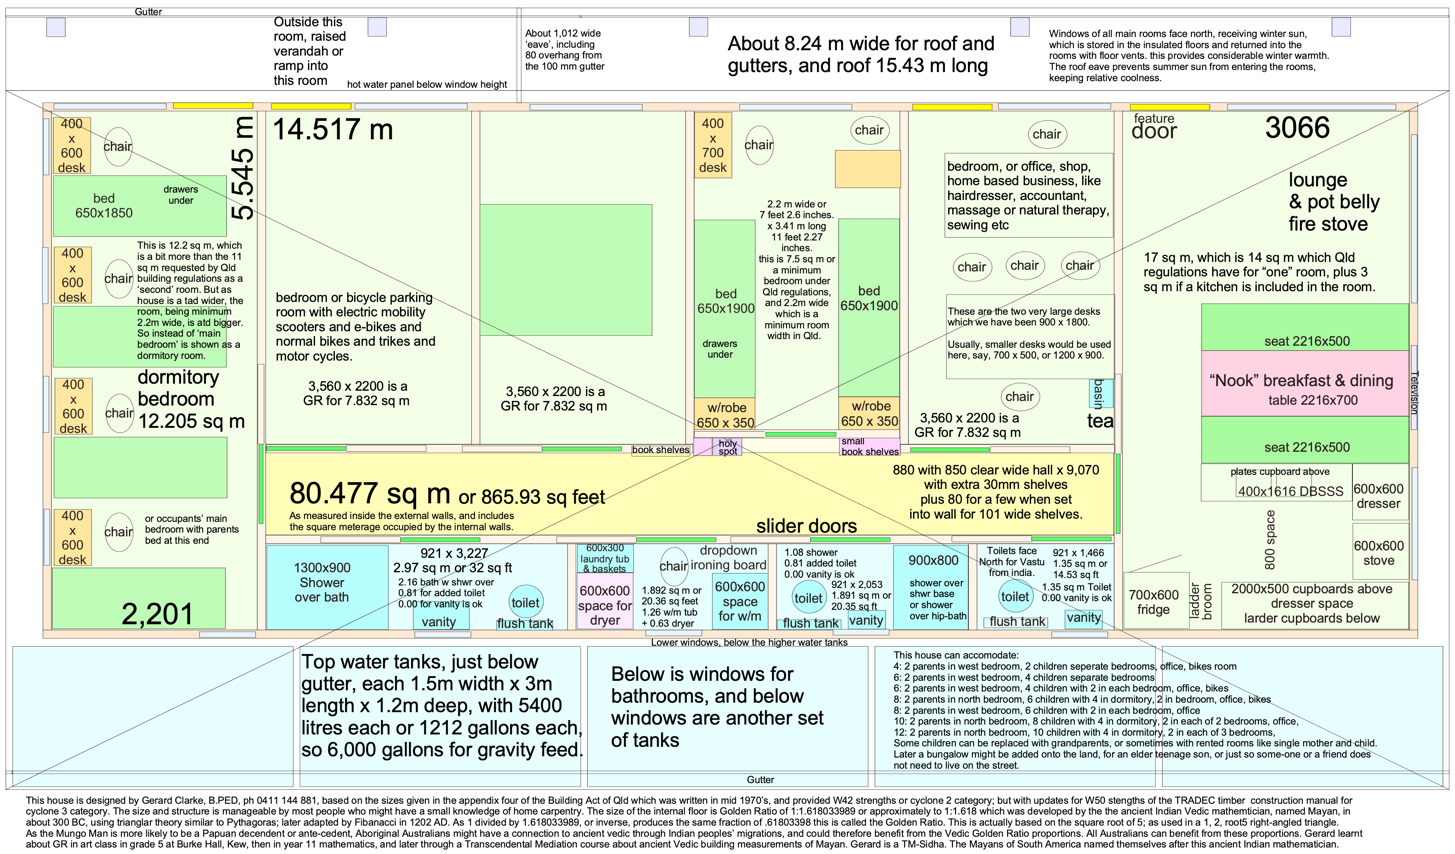 Gutter
Outside this
room, raised
verandah or
ramp into
this room
hot water panel below window height
About 1,012 wide
'eave', including
80 overhang from
the 100 mm gutter
About 8.24 m wide for roof and
gutters, and roof 15.43 m long
Windows of all main rooms face north, receiving winter sun,
which is stored in the insulated floors and returned into the
rooms with floor vents. this provides considerable winter warmth.
The roof eave prevents summer sun from entering the rooms,
keeping relative coolness.
400
x
600
desk
chair
5.545 m
bed
650x1850
drawers
under
400
x
600
desk
chair
This is 12.2 sq m, which
is a bit more than the 11
sq m requested by Qld
building regulations as a
'second' room. But as
house is a tad wider, the
room, being minimum
2.2m wide, is atd bigger.
So instead of 'main
bedroom' is shown as a
dormitory room.
dormitory
bedroom
12.205 sq m
400
x
600
desk
chair
400
x
600
desk
chair
or occupants' main
bedroom with parents
bed at this end
2,201
14.517 m
bedroom or bicycle parking
room with electric mobility
scooters and e-bikes and
normal bikes and trikes and
motor cycles.
3,560 x 2200 is a
GR for 7.832 sq m
3,560 x 2200 is a
GR for 7.832 sq m
400
x
700
desk
chair
chair
2.2 m wide or
7 feet 2.6 inches.
x 3.41 m long
11 feet 2.27
inches.
this is 7.5 sq m or
a minimum
bedroom under
Qld regulations,
and 2.2m wide
which is a
minimum room
width in Qld.
bed
650x1900
drawers
under
bed
650x1900
w/robe
650 x 350
w/robe
650 x 350
chair
bedroom, or office, shop,
home based business, like
hairdresser, accountant,
massage or natural therapy,
sewing etc
chair
chair
chair
These are the two very large desks
which we have been 900 x 1800.
Usually, smaller desks would be used
here, say, 700 x 500, or 1200 x 900.
chair
basin
tea
3,560 x 2200 is a
GR for 7.832 sq m
feature
door
3066
lounge
& pot belly
fire stove
17 sq m, which is 14 sq m which Qld
regulations have for “one” room, plus 3
sq m if a kitchen is included in the room.
seat 2216x500
“Nook” breakfast & dining
table 2216x700
Television
seat 2216x500
plates cupboard above
400x1616 DBSSS
600x600
dresser
800 space
600x600
stove
700x600
fridge
ladder
broom
2000x500 cupboards above
dresser space
larder cupboards below
book shelves
holy
spot
small
book shelves
80.477 sq m or 865.93 sq feet
As measured inside the external walls, and includes
the square meterage occupied by the internal walls.
880 with 850 clear wide hall x 9,070
with extra 30mm shelves
plus 80 for a few when set
into wall for 101 wide shelves.
slider doors
1300x900
Shower
over bath
921 x 3,227
2.97 sq m or 32 sq ft
2.16 bath w shwr over
0.81 for added toilet
0.00 for vanity is ok
toilet
vanity
flush tank
600x300
laundry tub
& baskets
600x600
space for
dryer
chair
dropdown
ironing board
1.892 sq m or
20.36 sq feet
1.26 w/m tub
+ 0.63 dryer
600x600
space
for w/m
1.08 shower
0.81 added toilet
0.00 vanity is ok
toilet
921 x 2,053
1.891 sq m or
20.35 sq ft
flush tank
vanity
900x800
shower over
shwr base
or shower
over hip-bath
Toilets face
North for Vastu
from india.
toilet
flush tank
921 x 1,466
1.35 sq m or
14.53 sq ft
1.35 sq m Toilet
0.00 vanity is ok
vanity
Lower windows, below the higher water tanks
Top water tanks, just below
gutter, each 1.5m width x 3m
length x 1.2m deep, with 5400
litres each or 1212 gallons each,
so 6,000 gallons for gravity feed.
Below is windows for
bathrooms, and below
windows are another set
of tanks
This house can accomodate:
4: 2 parents in west bedroom, 2 children seperate bedrooms, office, bikes room
6: 2 parents in west bedroom, 4 children separate bedrooms
6: 2 parents in west bedroom, 4 children with 2 in each bedroom, office, bikes
8: 2 parents in north bedroom, 6 children with 4 in dormitory, 2 in bedroom, office, bikes
8: 2 parents in west bedroom, 6 children with 2 in each bedroom, office
10: 2 parents in north bedroom, 8 children with 4 in dormitory, 2 in each of 2 bedrooms, office,
12: 2 parents in north bedroom, 10 children with 4 in dormitory, 2 in each of 3 bedrooms,
Some children can be replaced with grandparents, or sometimes with rented rooms like single mother and child.
Later a bungalow might be added onto the land, for an elder teenage son, or just so some-one or a friend does
not need to live on the street.
Gutter
This house is designed by Gerard Clarke, B.PED, ph 0411 144 881, based on the sizes given in the appendix four of the Building Act of Qld which was written in mid 1970's, and provided W42 strengths or cyclone 2 category; but with updates for W50 stengths of the TRADEC timber construction manual for
cyclone 3 category. The size and structure is manageable by most people who might have a small knowledge of home carpentry. The size of the internal floor is Golden Ratio of 1:1.618033989 or approximately to 1:1.618 which was developed by the the ancient Indian Vedic mathemtician, named Mayan, in
about 300 BC, using trianglar theory similar to Pythagoras; later adapted by Fibanacci in 1202 AD. As 1 divided by 1.618033989, or inverse, produces the same fraction of .61803398 this is called the Golden Ratio. This is actually based on the square root of 5; as used in a 1, 2, root5 right-angled triangle.
As the Mungo Man is more likely to be a Papuan decendent or ante-cedent, Aboriginal Australians might have a connection to ancient vedic through Indian peoples' migrations, and could therefore benefit from the Vedic Golden Ratio proportions. All Australians can benefit from these proportions. Gerard learnt
about GR in art class in grade 5 at Burke Hall, Kew, then in year 11 mathematics, and later through a Transcendental Meditation course about ancient Vedic building measurements of Mayan. Gerard is a TM-Sidha. The Mayans of South America named themselves after this ancient Indian mathematician.